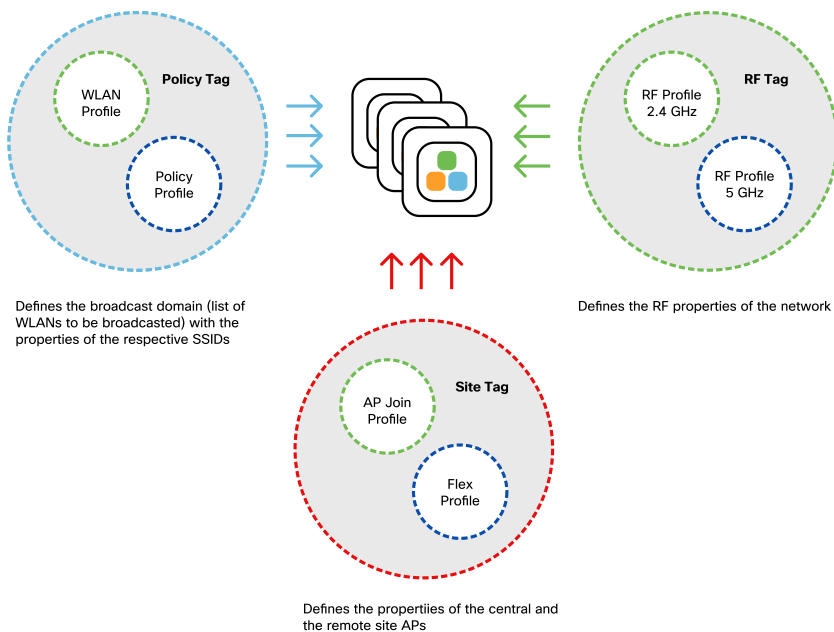 Policy Tag
WLAN
Profile
Policy
Profile
Defines the broadcast domain (list of
WLANs to be broadcasted) with the
properties of the respective SSIDs
RF Tag
RF Profile
2.4 GHz
RF Profile
5 GHz
Defines the RF properties of the network
Site Tag
AP Join
Profile
Flex
Profile
Defines the propertiies of the central and
the remote site APs